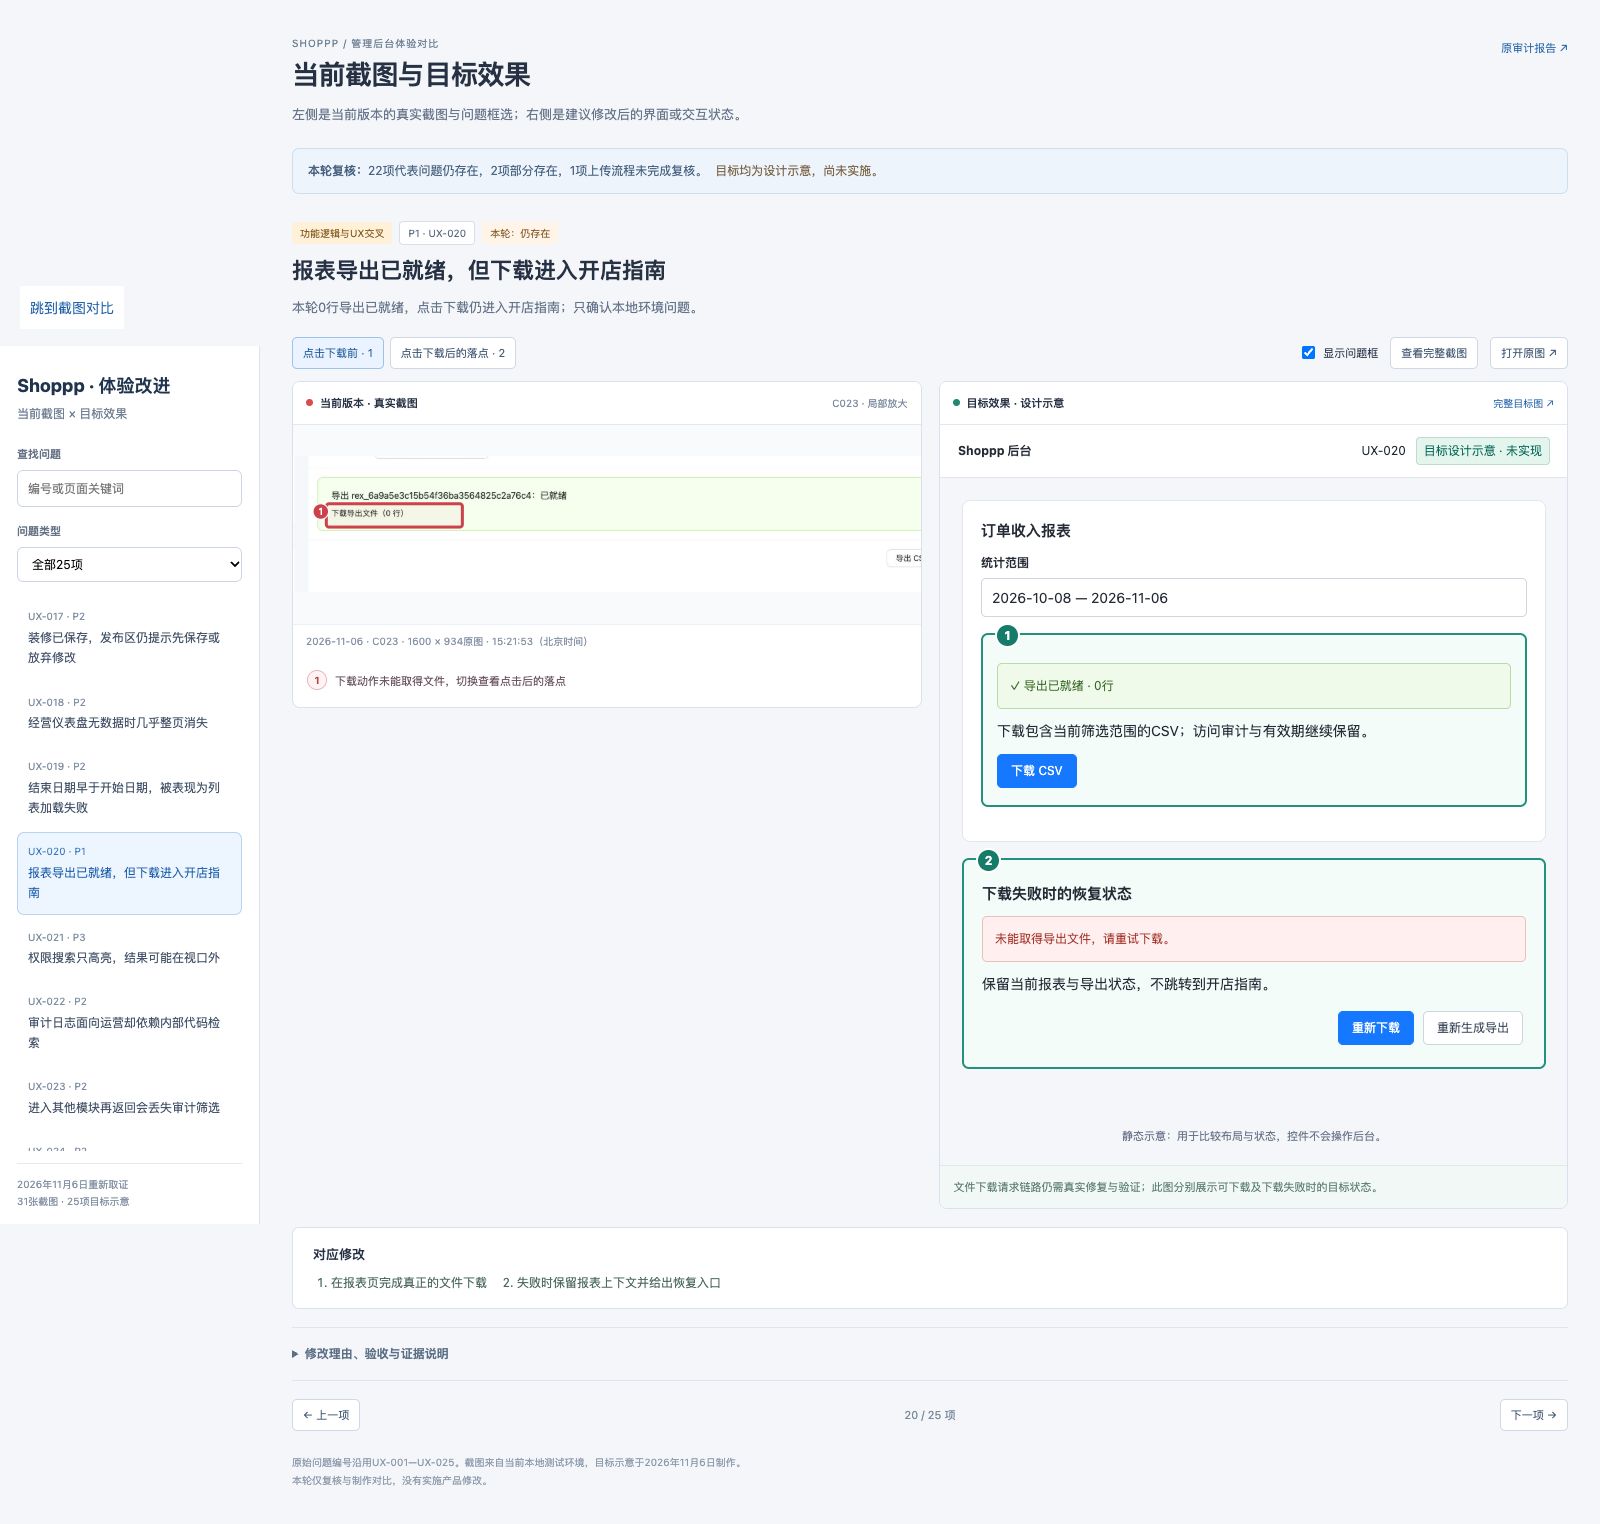 SHOPPP / 管理后台体验对比
当前截图与目标效果
原审计报告 ↗
左侧是当前版本的真实截图与问题框选；右侧是建议修改后的界面或交互状态。
本轮复核：22项代表问题仍存在，2项部分存在，1项上传流程未完成复核。 目标均为设计示意，尚未实施。
功能逻辑与UX交叉
P1 · UX-020
本轮：仍存在
报表导出已就绪，但下载进入开店指南
本轮0行导出已就绪，点击下载仍进入开店指南；只确认本地环境问题。
跳到截图对比
Shoppp · 体验改进
当前截图 × 目标效果
查找问题
编号或页面关键词
问题类型
全部25项
UX-017 · P2
装修已保存，发布区仍提示先保存或
放弃修改
UX-018 · P2
经营仪表盘无数据时几乎整页消失
UX-019 · P2
结束日期早于开始日期，被表现为列
表加载失败
UX-020 · P1
报表导出已就绪，但下载进入开店指
南
UX-021 · P3
权限搜索只高亮，结果可能在视口外
UX-022 · P2
审计日志面向运营却依赖内部代码检
索
UX-023 · P2
进入其他模块再返回会丢失审计筛选
2026年11月6日重新取证
31张截图 · 25项目标示意
点击下载前 · 1
点击下载后的落点 · 2
显示问题框
查看完整截图
打开原图 ↗
当前版本 · 真实截图
C023 · 局部放大
导出 rex_6a9a5e3c15b54f36ba3564825c2a76c4：已就绪
1
下载导出文件（0 行）
导出 CS
2026-11-06 · C023 · 1600 × 934原图 · 15:21:53（北京时间）
1 下载动作未能取得文件，切换查看点击后的落点
目标效果 · 设计示意
完整目标图 ↗
Shoppp 后台
UX-020
目标设计示意 · 未实现
订单收入报表
统计范围
2026-10-08 — 2026-11-06
1
✓ 导出已就绪 · 0行
下载包含当前筛选范围的CSV；访问审计与有效期继续保留。
下载 CSV
2
下载失败时的恢复状态
未能取得导出文件，请重试下载。
保留当前报表与导出状态，不跳转到开店指南。
重新下载
重新生成导出
静态示意：用于比较布局与状态，控件不会操作后台。
文件下载请求链路仍需真实修复与验证；此图分别展示可下载及下载失败时的目标状态。
对应修改
1. 在报表页完成真正的文件下载
2. 失败时保留报表上下文并给出恢复入口
▶ 修改理由、验收与证据说明
← 上一项
20 / 25 项
下一项 →
原始问题编号沿用UX-001—UX-025。截图来自当前本地测试环境，目标示意于2026年11月6日制作。
本轮仅复核与制作对比，没有实施产品修改。